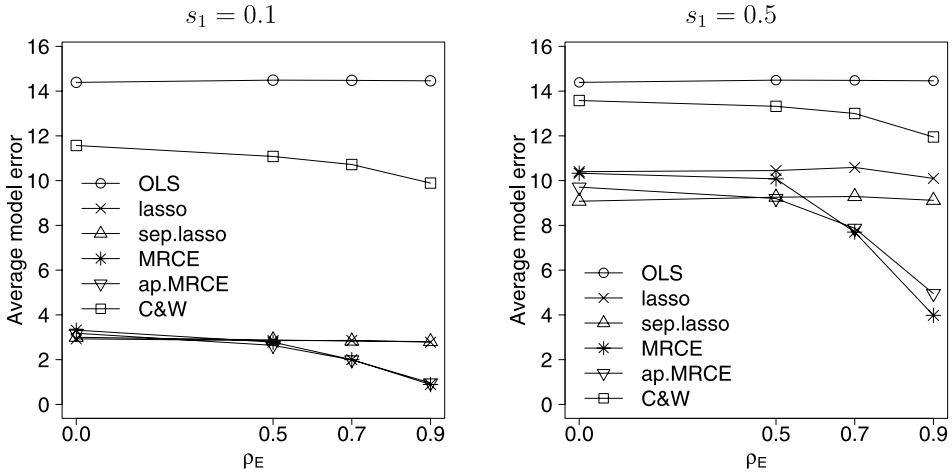 s₁ = 0.1
Average model error
16
14
12
10
8
6
4
2
0
OLS
lasso
sep.lasso
MRCE
ap.MRCE
C&W
0.0 0.5 0.7 0.9
ρE
s₁ = 0.5
Average model error
16
14
12
10
8
6
4
2
0
OLS
lasso
sep.lasso
MRCE
ap.MRCE
C&W
0.0 0.5 0.7 0.9
ρE